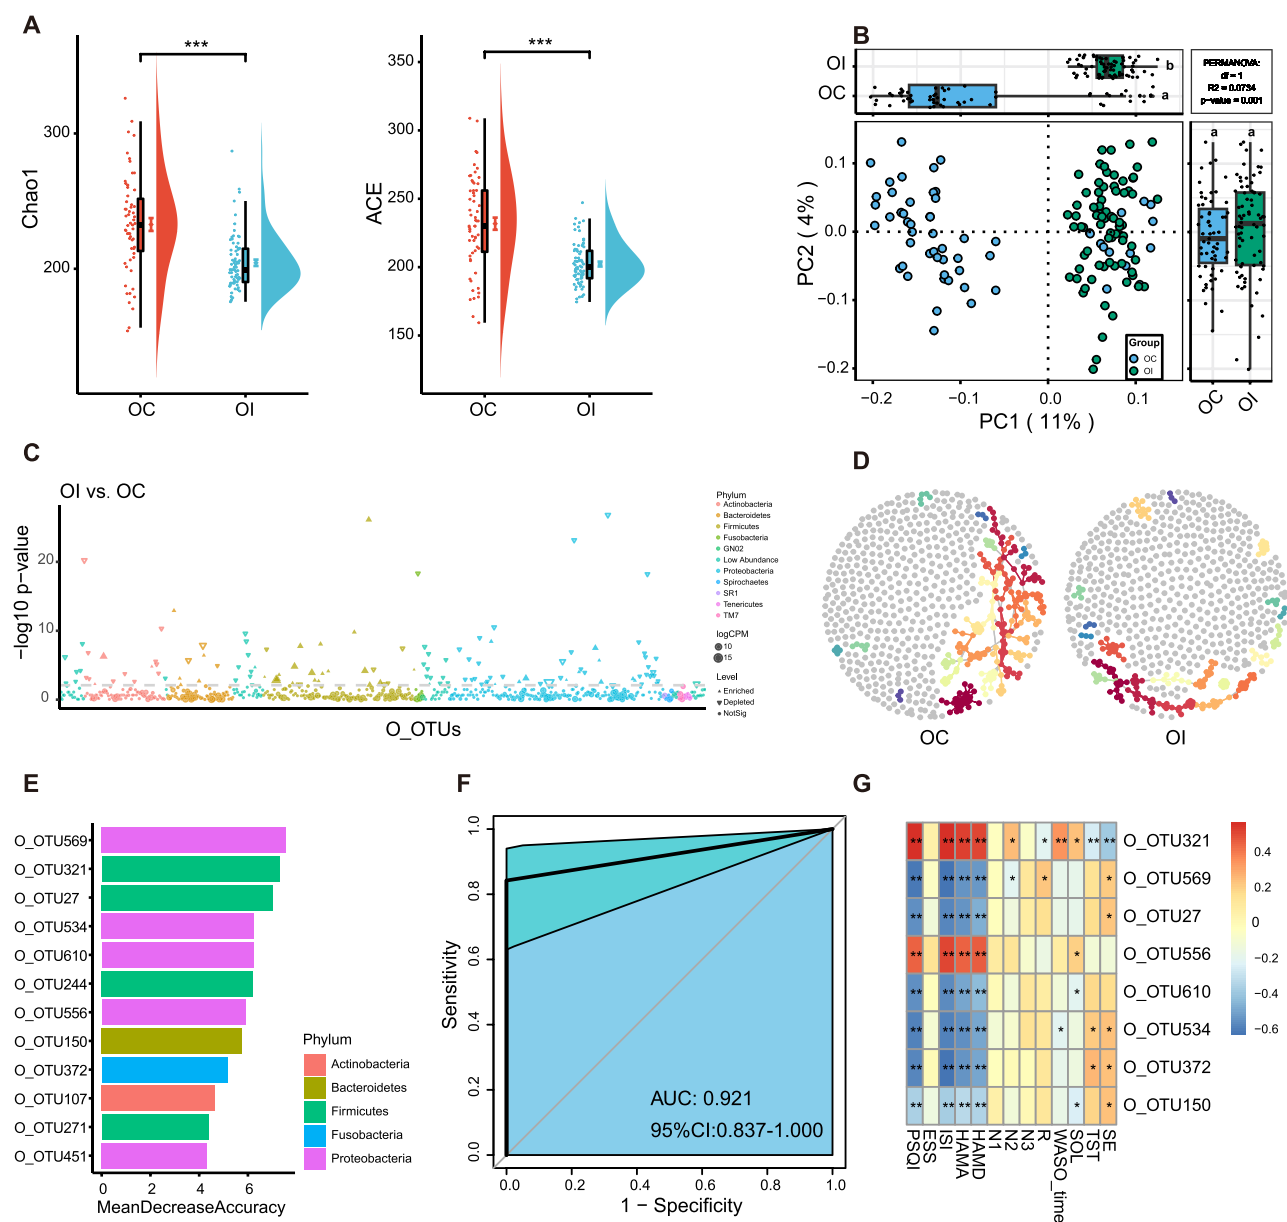 A
***
***
Chao1
300
200
OC
OI
ACE
350
300
250
200
150
OC
OI
B
OI
OC
b
a
PERMANOVA:
df = 1
R2 = 0.0734
p−value = 0.001
PC2 ( 4% )
0.1
0.0
−0.1
−0.2
Group
OC
OI
−0.2
−0.1
0.0
0.1
PC1 ( 11% )
a
a
OC
OI
C
OI vs. OC
−log10 p−value
20
10
0
O_OTUs
Phylum
Actinobacteria
Bacteroidetes
Firmicutes
Fusobacteria
GN02
Low Abundance
Proteobacteria
Spirochaetes
SR1
Tenericutes
TM7
logCPM
10
15
Level
Enriched
Depleted
NotSig
D
OC
OI
E
O_OTU569
O_OTU321
O_OTU27
O_OTU534
O_OTU610
O_OTU244
O_OTU556
O_OTU150
O_OTU372
O_OTU107
O_OTU271
O_OTU451
0
2
4
6
MeanDecreaseAccuracy
Phylum
Actinobacteria
Bacteroidetes
Firmicutes
Fusobacteria
Proteobacteria
F
Sensitivity
1.0
0.8
0.6
0.4
0.2
0.0
AUC: 0.921
95%CI:0.837-1.000
0.0
0.2
0.4
0.6
0.8
1.0
1 − Specificity
G
** ** ** ** * * ** * ** ** O_OTU321
** ** ** ** * * * O_OTU569
** ** ** ** * O_OTU27
** ** ** ** * O_OTU556
** ** ** ** * O_OTU610
** ** ** ** * * * O_OTU534
** ** ** ** * * O_OTU372
** ** ** ** * * O_OTU150
PSQI
ESS
ISI
HAMA
HAMD
N1
N2
N3
R
WASO_time
SOL
TST
SE
0.4
0.2
0
−0.2
−0.4
−0.6